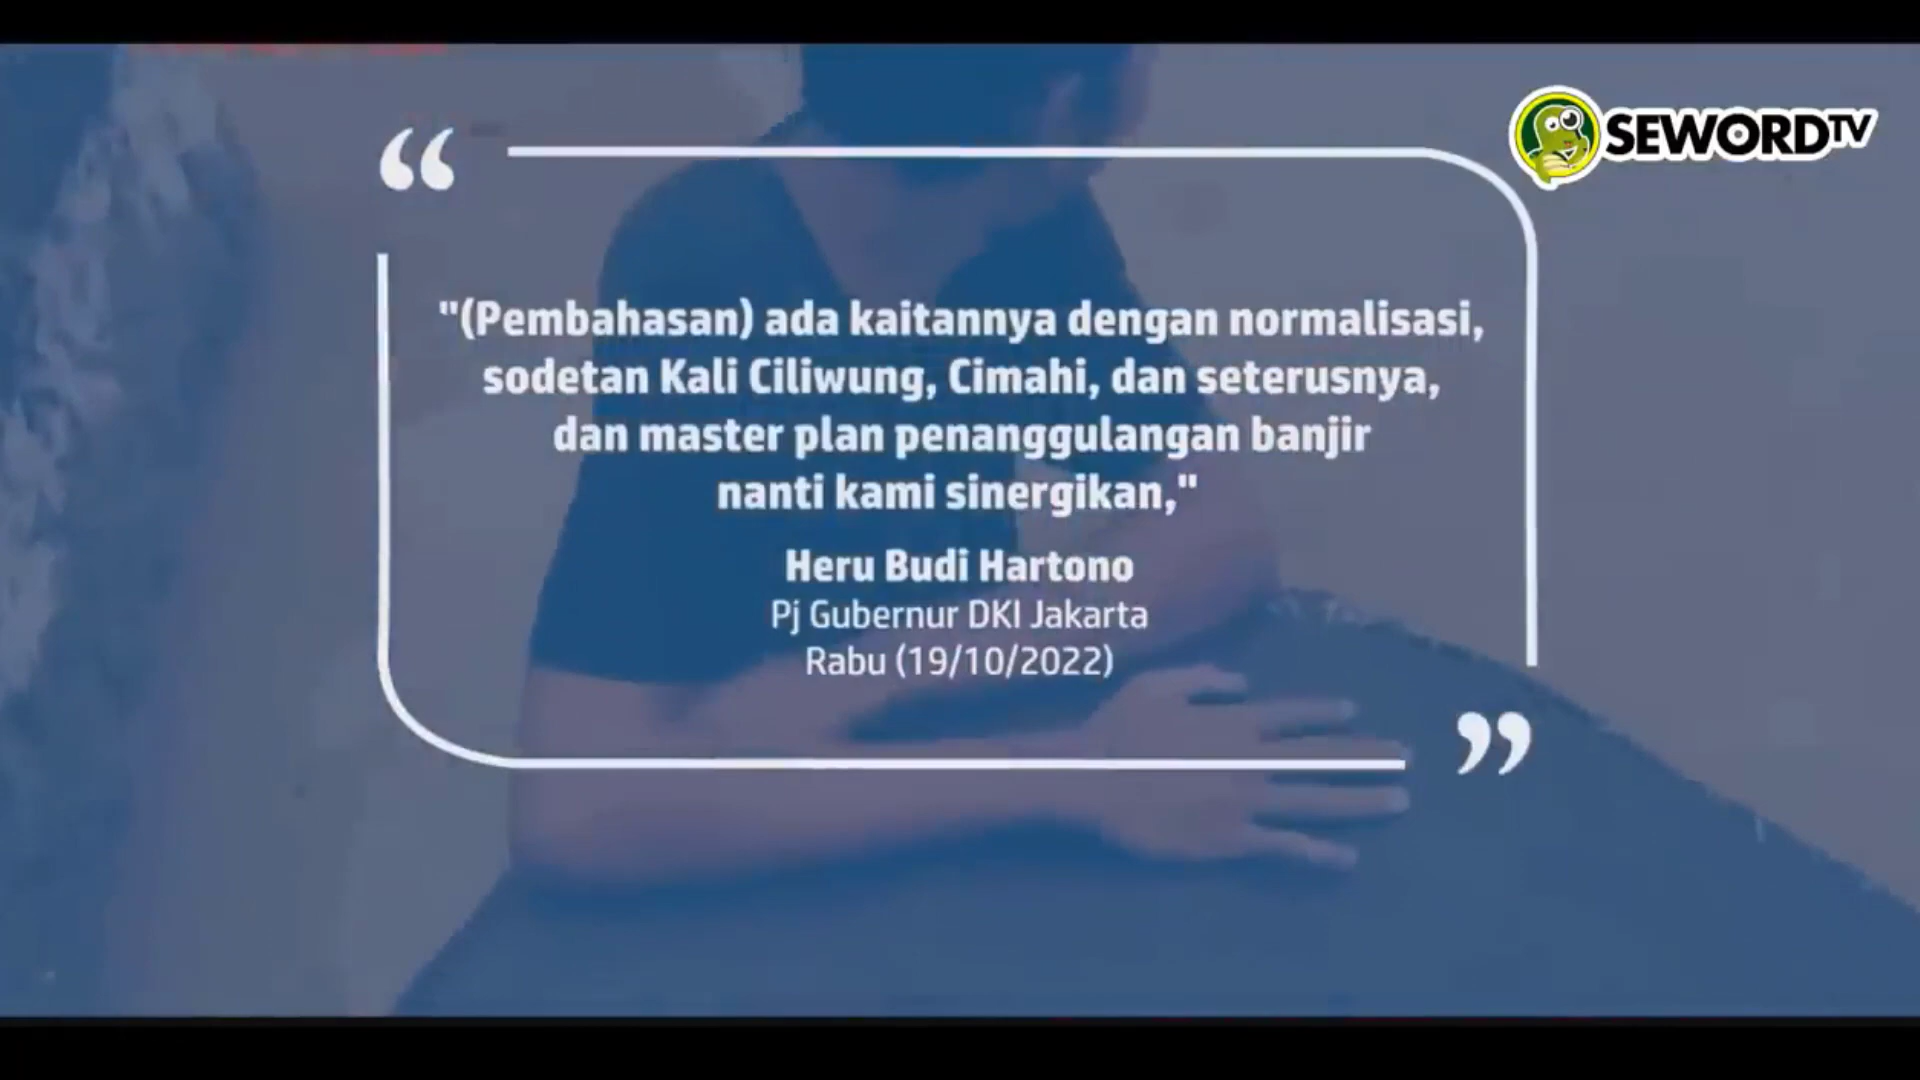 SEWORDTV
"(Pembahasan) ada kaitannya dengan normalisasi,
sodetan Kali Ciliwung, Cimahi, dan seterusnya,
dan master plan penanggulangan banjir
nanti kami sinergikan,"
Heru Budi Hartono
Pj Gubernur DKI Jakarta
Rabu (19/10/2022)